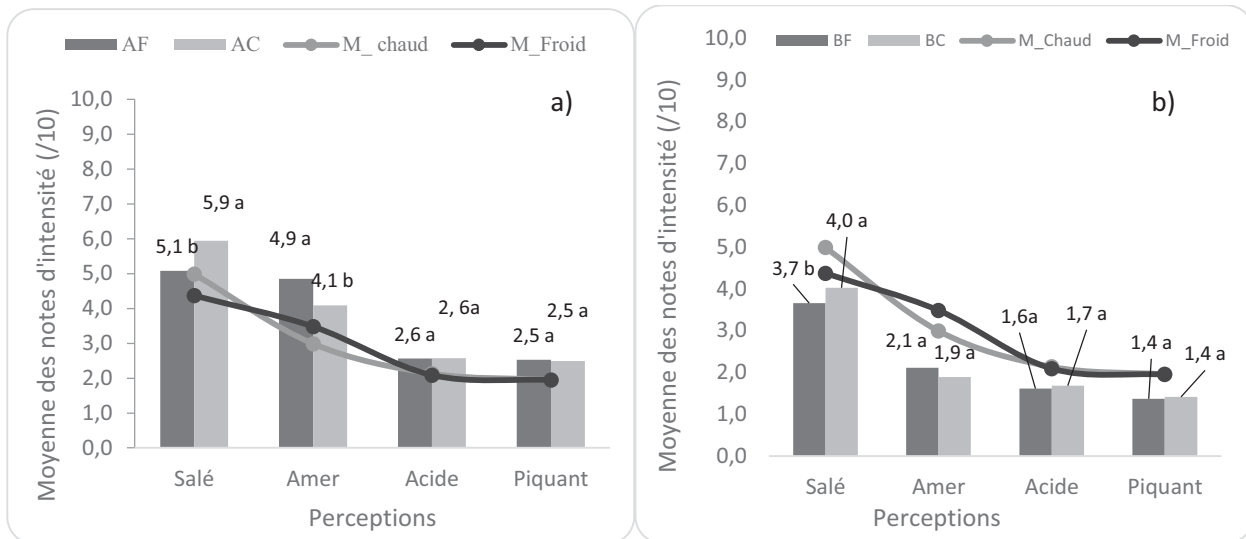 AF AC M_ chaud M_Froid
a)
Moyenne des notes d'intensité (/10)
10,0
9,0
8,0
7,0
6,0
5,0
4,0
3,0
2,0
1,0
0,0
5,1 b
5,9 a
4,9 a
4,1 b
2,6 a
2, 6a
2,5 a
2,5 a
Salé Amer Acide Piquant
Perceptions
BF BC M_Chaud M_Froid
b)
Moyenne des notes d'intensité (/10)
10,0
9,0
8,0
7,0
6,0
5,0
4,0
3,0
2,0
1,0
0,0
3,7 b
4,0 a
2,1 a
1,9 a
1,6a
1,7 a
1,4 a
1,4 a
Salé Amer Acide Piquant
Perceptions